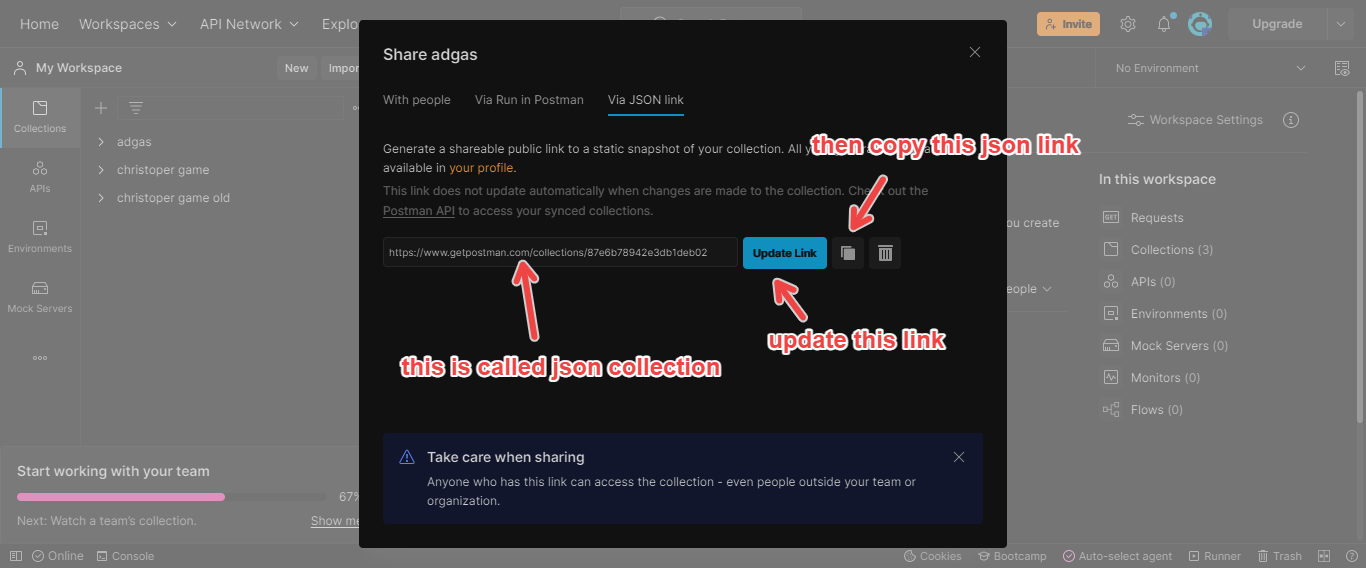 Home
Workspaces
API Network
Explo
Invite
Upgrade
My Workspace
New
Impor
No Environment
Share adgas
With people
Via Run in Postman
Via JSON link
Generate a shareable public link to a static snapshot of your collection. All
available in your profile.
This link does not update automatically when changes are made to the collection. out the
Postman API to access your synced collections.
https://www.getpostman.com/collections/87e6b78942e3db1deb02
Update Link
then copy this json link
update this link
this is called json collection
Take care when sharing
Anyone who has this link can access the collection - even people outside your team or
organization.
Collections
APIs
Environments
Mock Servers
adgas
christoper game
christoper game old
Workspace Settings
In this workspace
GET
Requests
Collections (3)
APIs (0)
Environments (0)
Mock Servers (0)
Monitors (0)
Flows (0)
you create
eople
Start working with your team
67%
Next: Watch a team's collection.
Show me
Online
Console
Cookies
Bootcamp
Auto-select agent
Runner
Trash